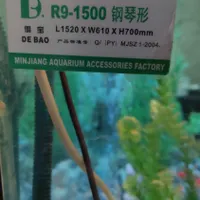 R9-1500 钢琴形
L1520 X W610 X H700mm
德宝
DE BAO
MINJIANG AQUARIUM ACCESSORIES FACTORY